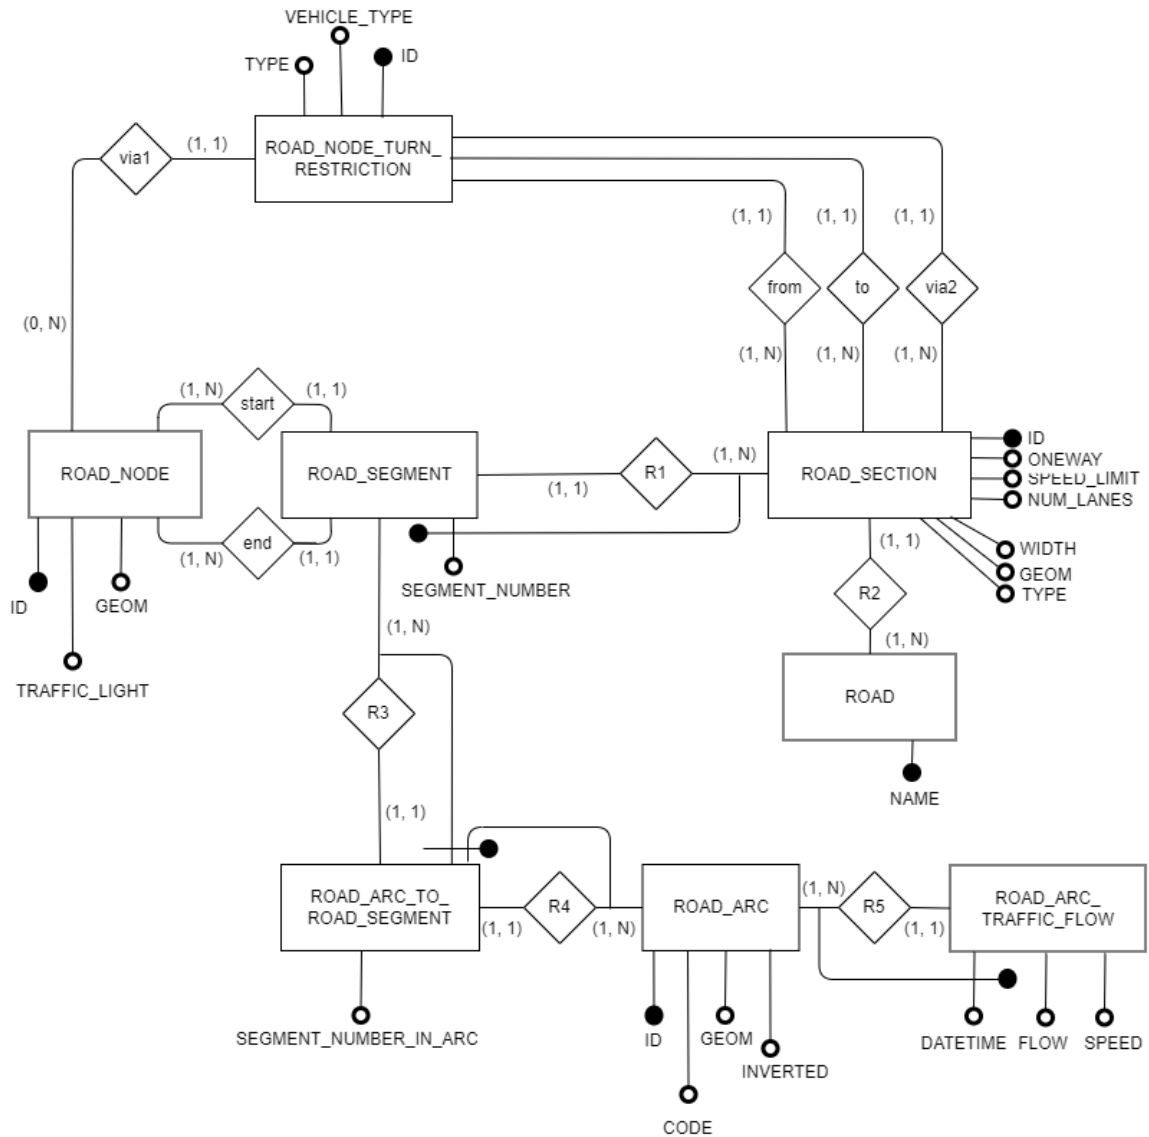 VEHICLE_TYPE
TYPE
ID
via1
(1, 1)
ROAD_NODE_TURN_
RESTRICTION
(1, 1)
(1, 1)
(1, 1)
from
to
via2
(0, N)
(1, N)
(1, N)
(1, N)
(1, N)
start
(1, 1)
ROAD_NODE
ROAD_SEGMENT
(1, 1)
R1
(1, N)
ROAD_SECTION
ID
ONEWAY
SPEED_LIMIT
NUM_LANES
(1, N)
end
(1, 1)
(1, 1)
WIDTH
GEOM
TYPE
ID
GEOM
SEGMENT_NUMBER
R2
(1, N)
(1, N)
TRAFFIC_LIGHT
R3
ROAD
NAME
(1, 1)
ROAD_ARC_TO_
ROAD_SEGMENT
(1, 1)
R4
(1, N)
ROAD_ARC
(1, N)
R5
(1, 1)
ROAD_ARC_
TRAFFIC_FLOW
SEGMENT_NUMBER_IN_ARC
ID
GEOM
INVERTED
CODE
DATETIME
FLOW
SPEED